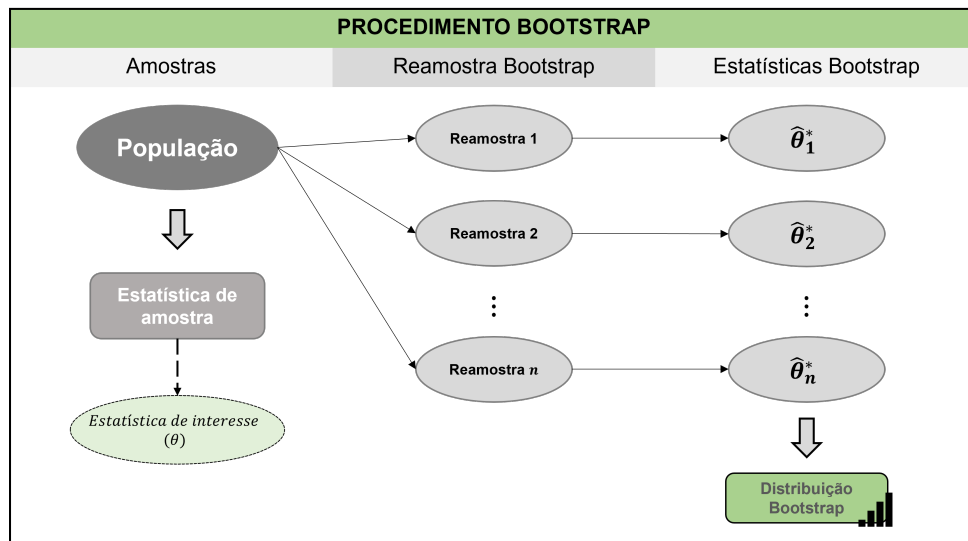 PROCEDIMENTO BOOTSTRAP
Amostras
Reamostra Bootstrap
Estatísticas Bootstrap
População
Reamostra 1
θ̂*₁
Reamostra 2
θ̂*₂
Estatística de
amostra
⋮
⋮
Reamostra n
θ̂*ₙ
Estatística de interesse
(θ)
Distribuição
Bootstrap